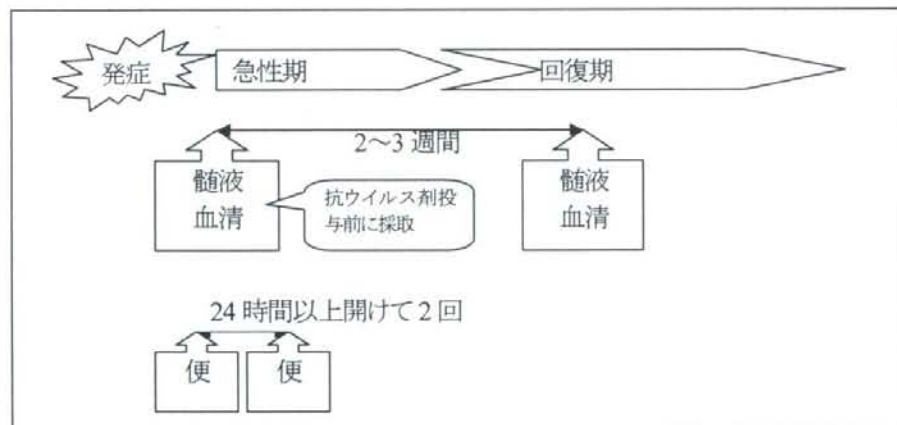 発症
急性期
回復期
2～3 週間
髄液
血清
抗ウイルス剤投
与前に採取
髄液
血清
24 時間以上開けて 2 回
便
便